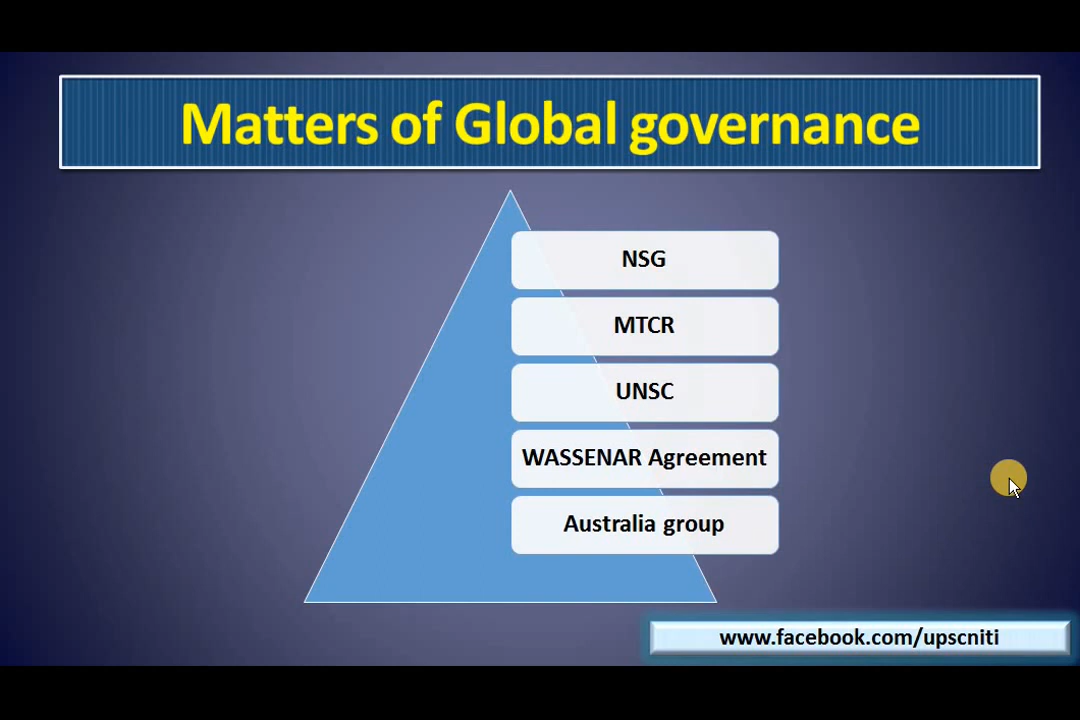 Matters of Global governance
NSG
MTCR
UNSC
WASSENAR Agreement
Australia group
www.facebook.com/upscniti